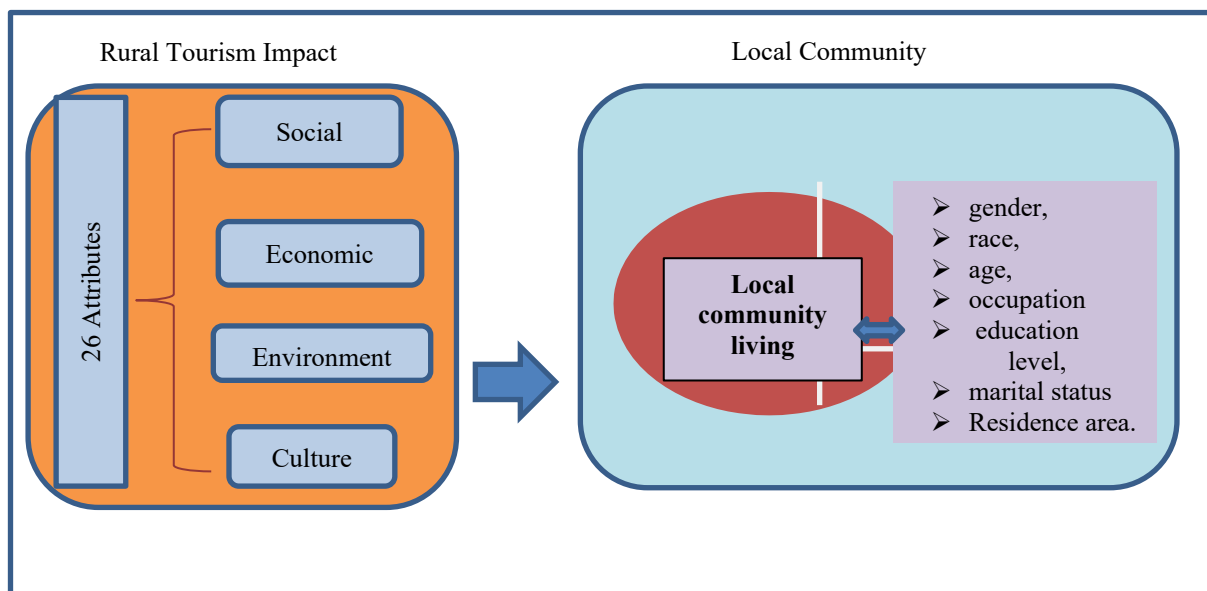 Rural Tourism Impact
26 Attributes
Social
Economic
Environment
Culture
Local Community
Local
community
living
➢ gender,
➢ race,
➢ age,
➢ occupation
➢ education
level,
➢ marital status
➢ Residence area.